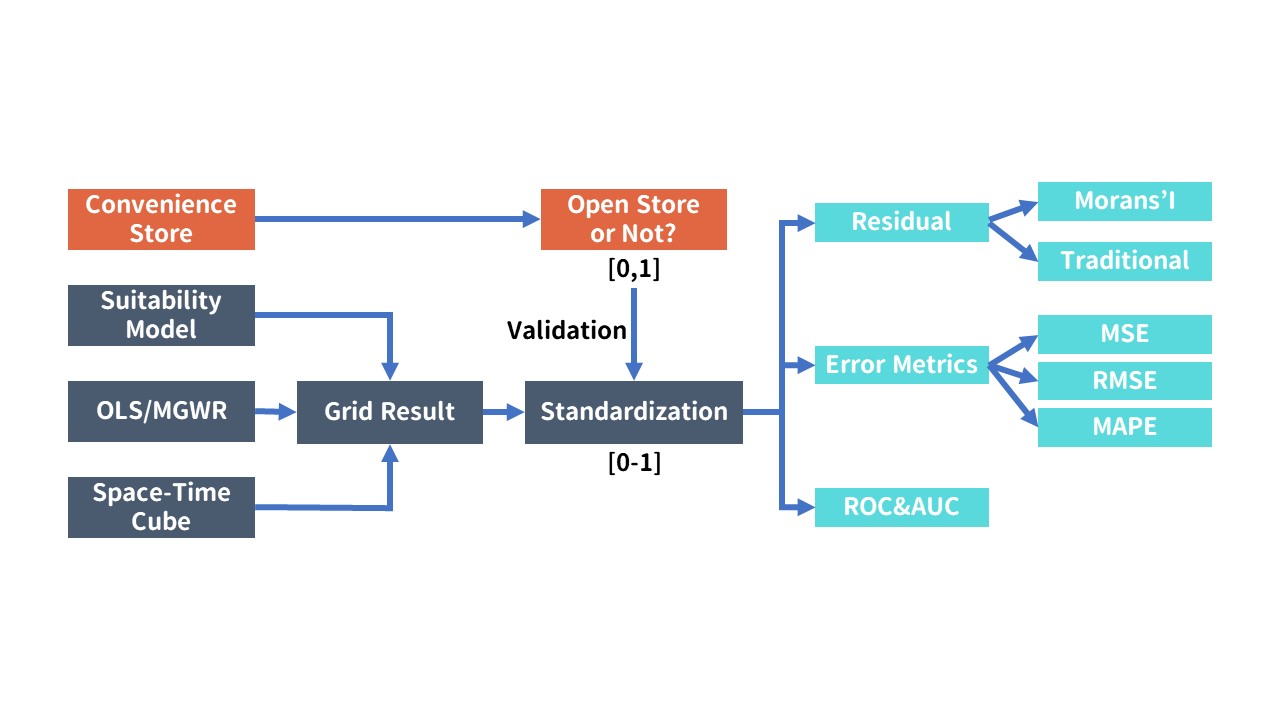 Convenience
Store
Open Store
or Not?
[0,1]
Validation
Suitability
Model
OLS/MGWR
Space-Time
Cube
Grid Result
Standardization
[0-1]
Residual
Morans’I
Traditional
Error Metrics
MSE
RMSE
MAPE
ROC&AUC